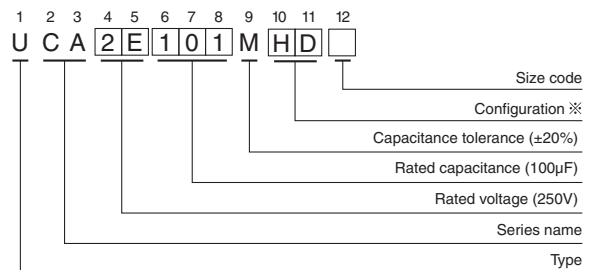 1 2 3 4 5 6 7 8 9 10 11 12
U C A 2 E 1 0 1 M H D
Size code
Configuration ※
Capacitance tolerance (±20%)
Rated capacitance (100µF)
Rated voltage (250V)
Series name
Type